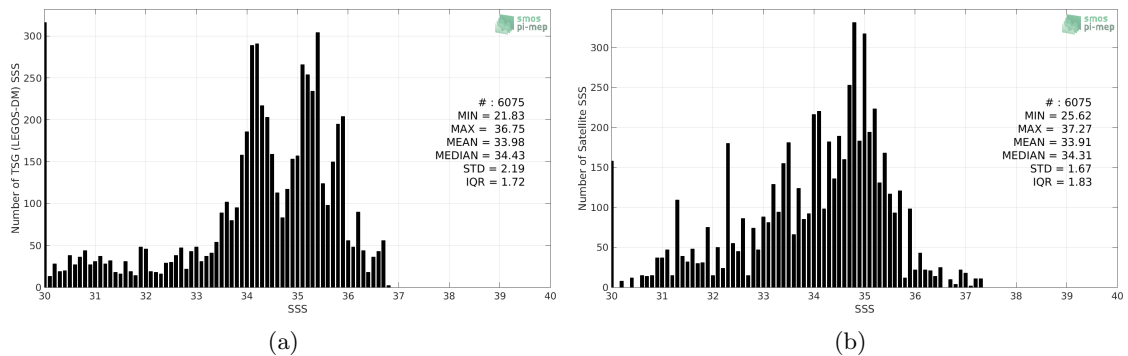 smos
pi-mep
Number of TSG (LEGOS-DM) SSS
300
250
200
150
100
50
0
# : 6075
MIN = 21.83
MAX = 36.75
MEAN = 33.98
MEDIAN = 34.43
STD = 2.19
IQR = 1.72
30 31 32 33 34 35 36 37 38 39 40
SSS
(a)
smos
pi-mep
Number of Satellite SSS
300
250
200
150
100
50
0
# : 6075
MIN = 25.62
MAX = 37.27
MEAN = 33.91
MEDIAN = 34.31
STD = 1.67
IQR = 1.83
30 31 32 33 34 35 36 37 38 39 40
SSS
(b)